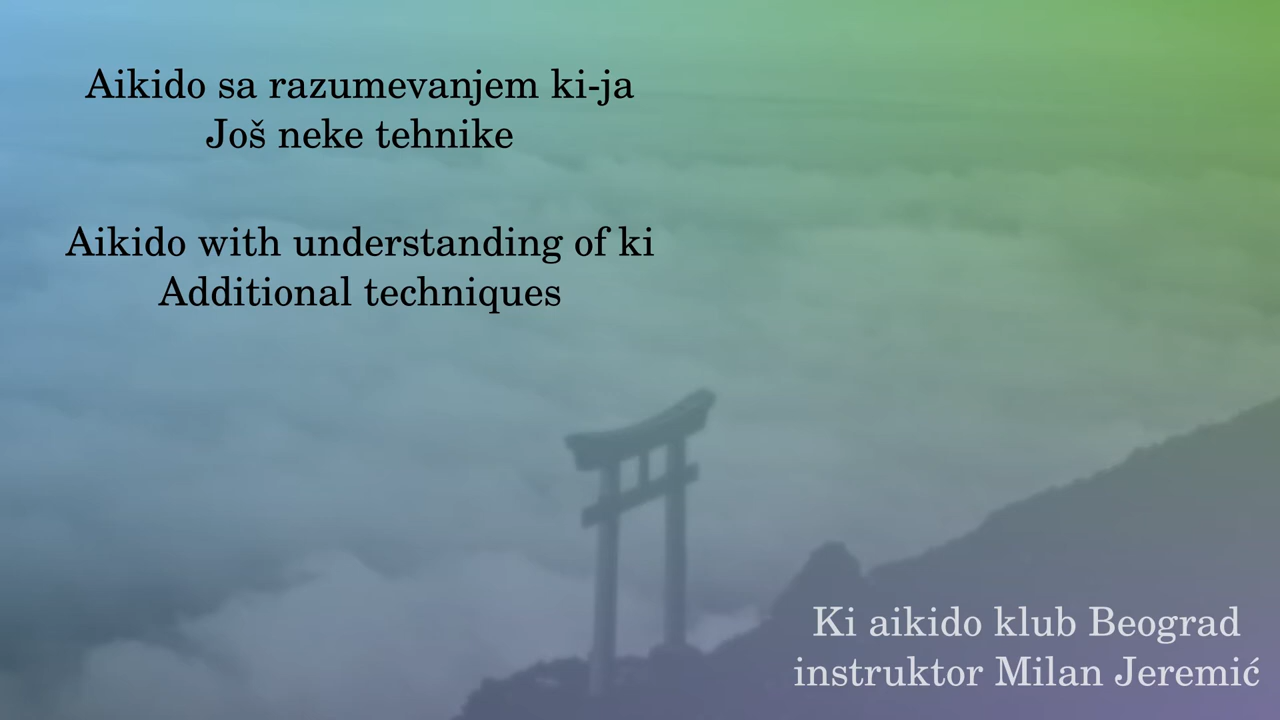 Aikido sa razumevanjem ki-ja
Još neke tehnike
Aikido with understanding of ki
Additional techniques
Ki aikido klub Beograd
instruktor Milan Jeremić